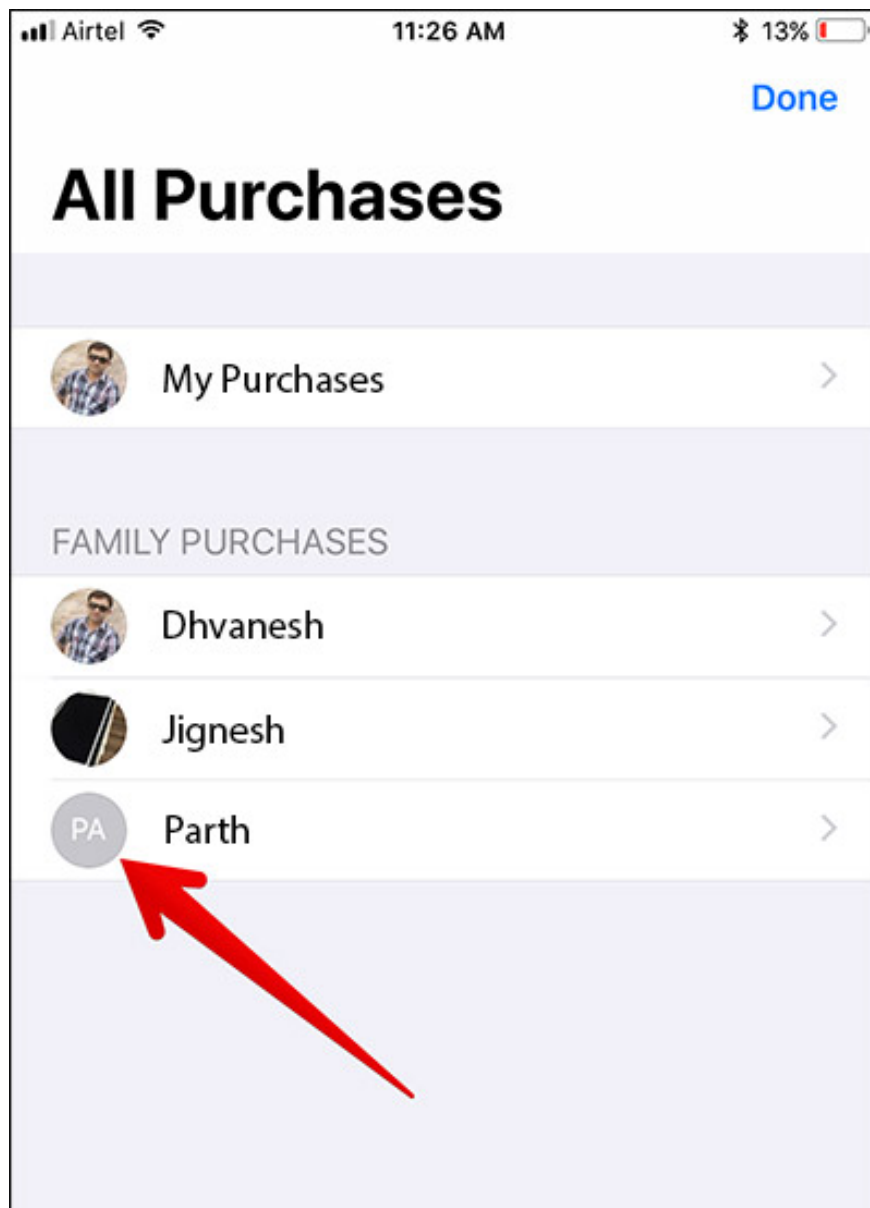 Airtel 11:26 AM 13%
Done
All Purchases
My Purchases
FAMILY PURCHASES
Dhvanesh
Jignesh
PA Parth